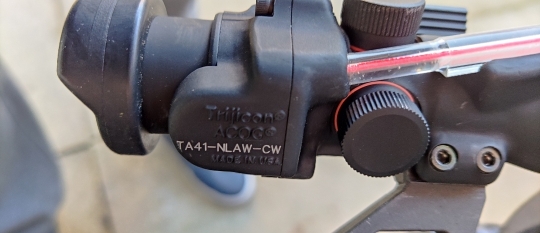 Trijicon®
ACOG®
TA41-NLAW-CW
MADE IN USA